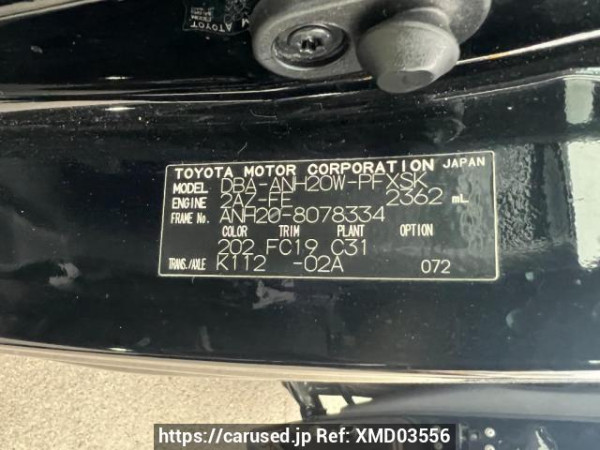 TOYOTA
TOYOTA MOTOR CORPORATION JAPAN
MODEL DBA-ANH20W-PFXSK
ENGINE 2AZ-FE 2362 mL
FRAME No. ANH20-8078334
COLOR TRIM PLANT OPTION
202 FC19 C31
TRANS./AXLE K112 -02A 072
https://carused.jp Ref: XMD03556